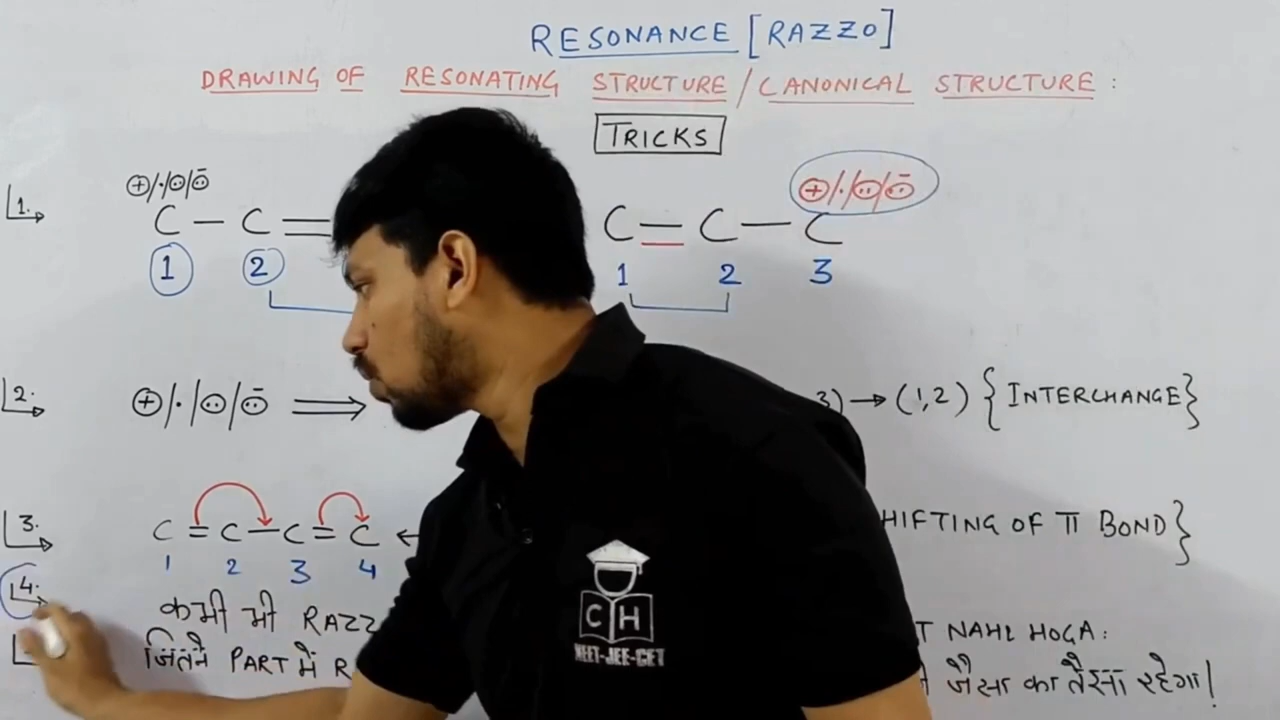 RESONANCE [RAZZO]
DRAWING OF RESONATING STRUCTURE / CANONICAL STRUCTURE :
TRICKS
1. ⊕/·/⊙⊙/⊙⊙̄ ⊕/·/⊙⊙/⊙⊙̄
C – C = C = C – C
1 2 1 2 3
2. ⊕/·/⊙⊙/⊙⊙̄ ⇒ 3) → (1,2) {INTERCHANGE}
3. C = C – C = C ← SHIFTING OF π BOND}
1 2 3 4
4. कभी भी NAHI HOGA:
जितने PART में जैसा का तैसा रहेगा!
C H
NEET-JEE-CET